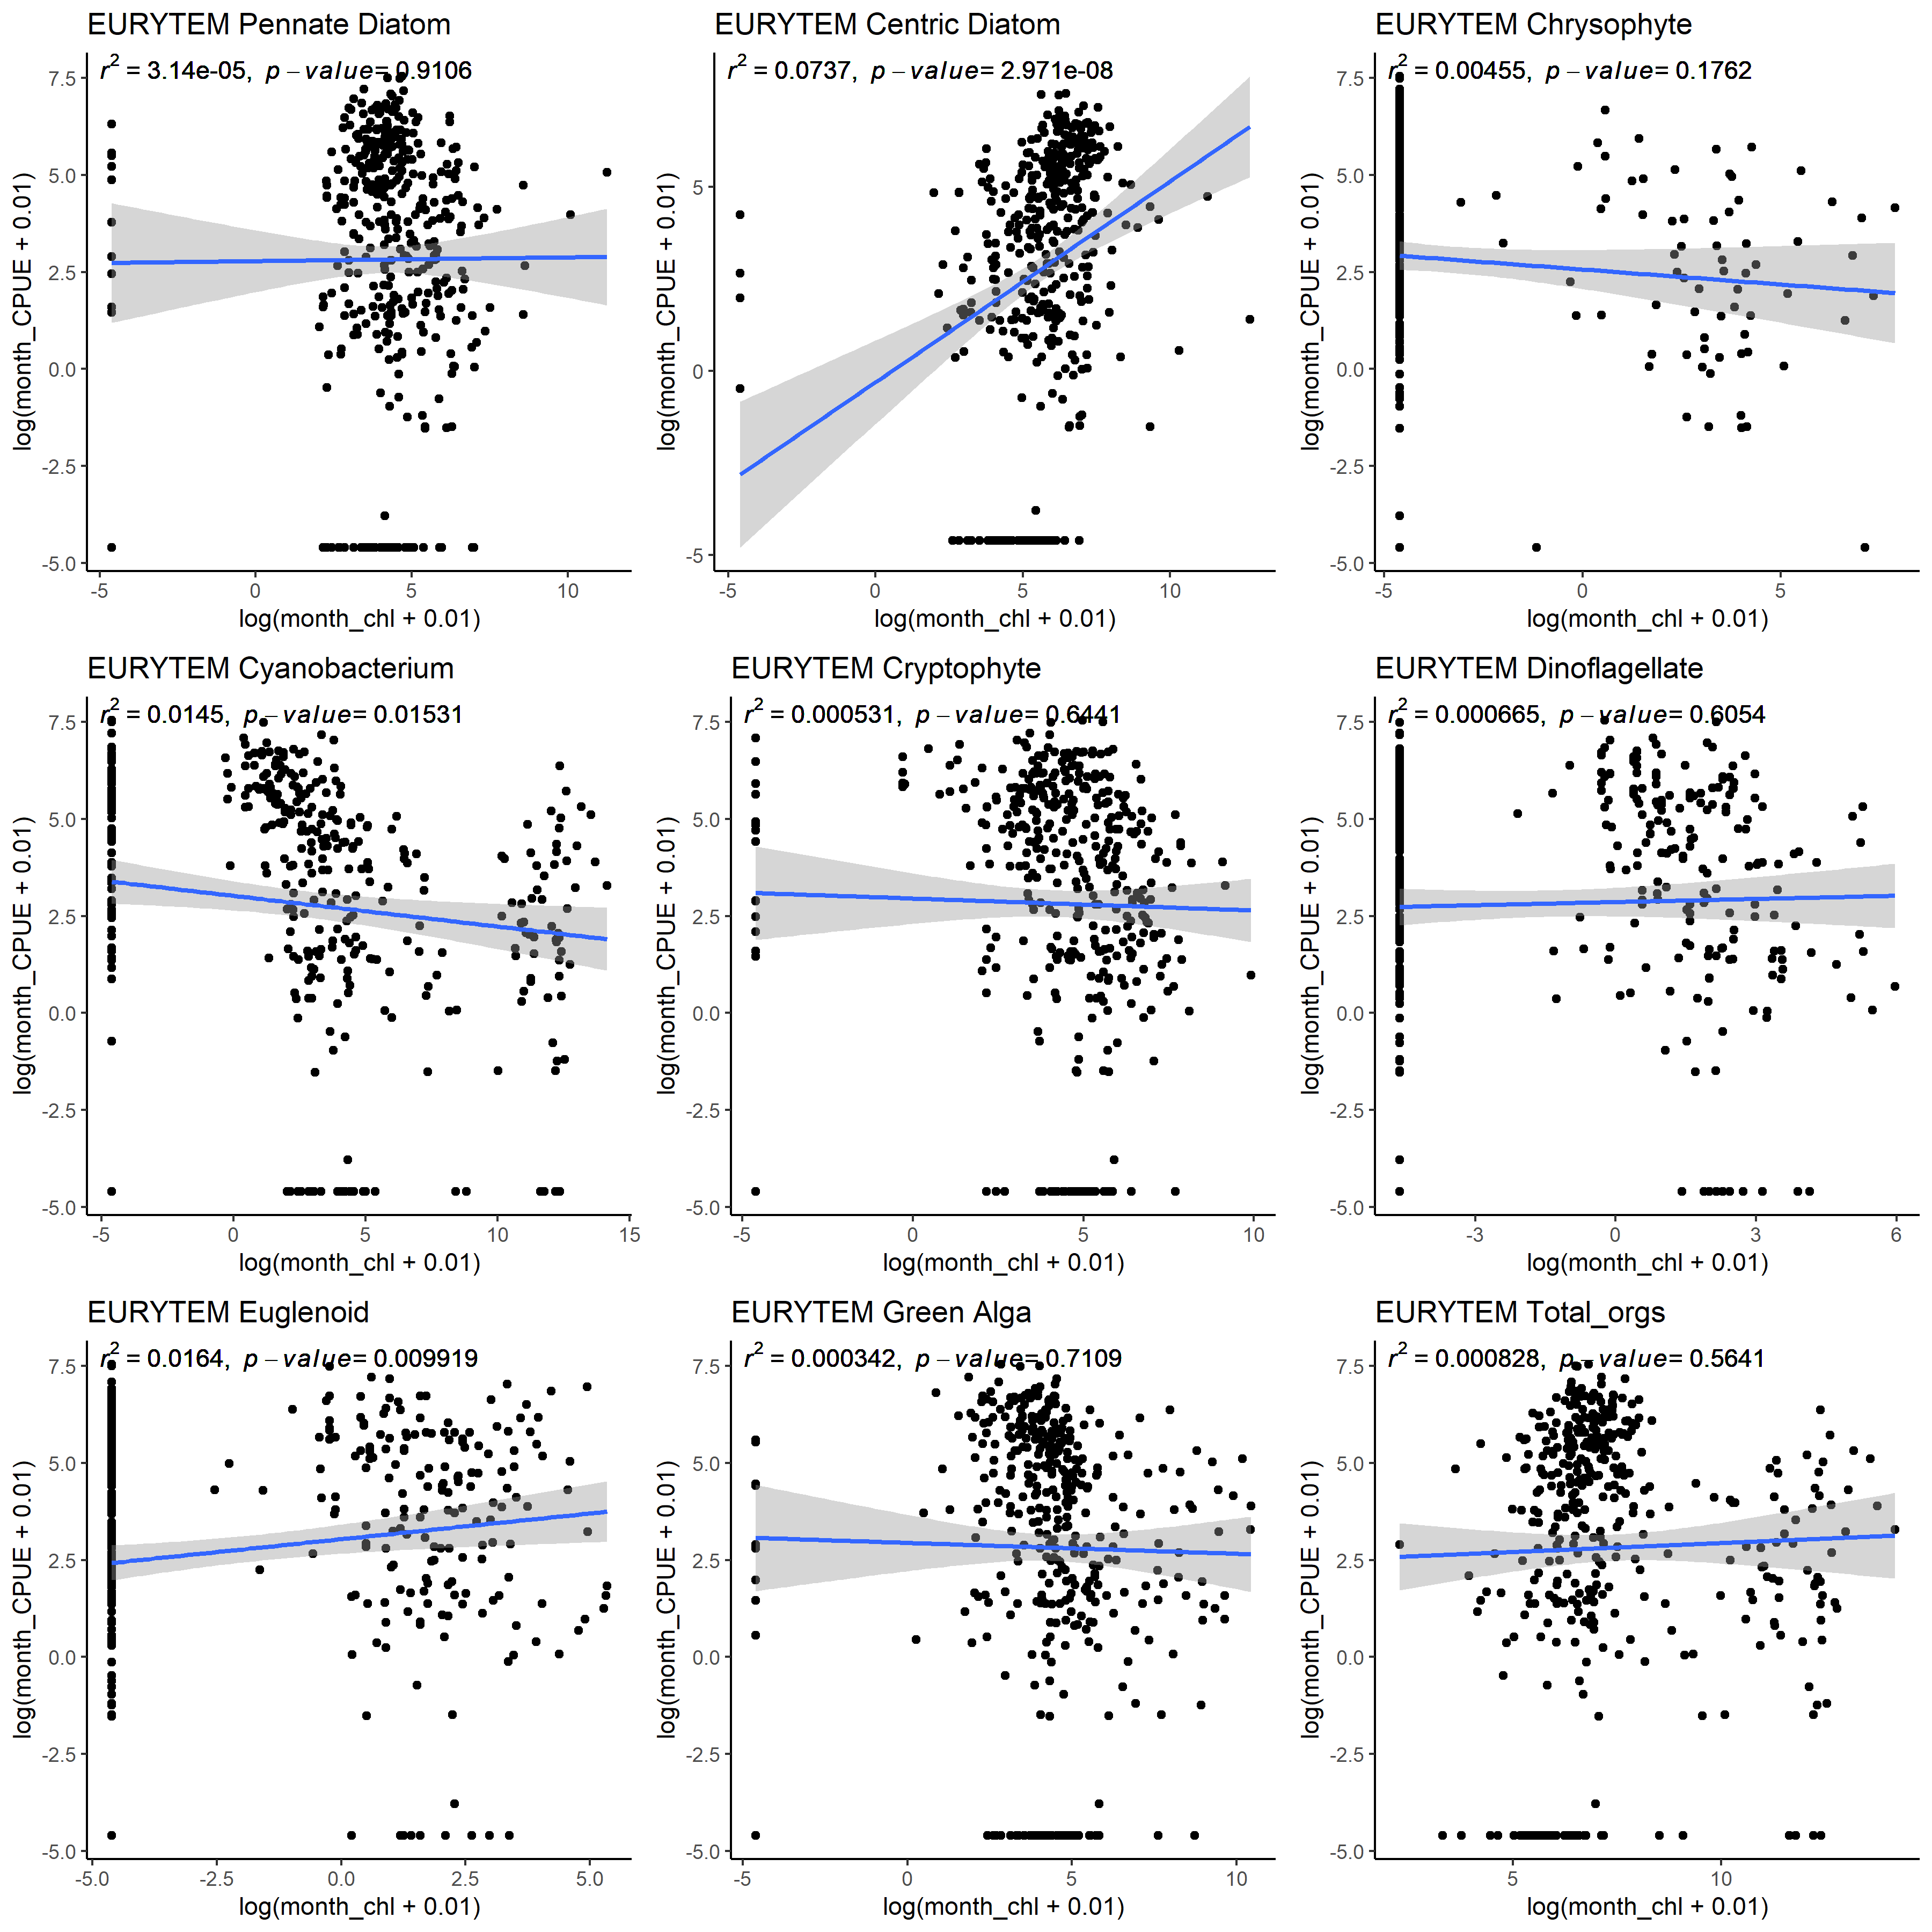 EURYTEM Pennate Diatom
r2 = 3.14e-05, p−value= 0.9106
7.5
5.0
2.5
0.0
-2.5
-5.0
log(month_CPUE + 0.01)
-5 0 5 10
log(month_chl + 0.01)
EURYTEM Centric Diatom
r2 = 0.0737, p−value= 2.971e-08
5
0
-5
log(month_CPUE + 0.01)
-5 0 5 10
log(month_chl + 0.01)
EURYTEM Chrysophyte
r2 = 0.00455, p−value= 0.1762
7.5
5.0
2.5
0.0
-2.5
-5.0
log(month_CPUE + 0.01)
-5 0 5
log(month_chl + 0.01)
EURYTEM Cyanobacterium
r2 = 0.0145, p−value= 0.01531
7.5
5.0
2.5
0.0
-2.5
-5.0
log(month_CPUE + 0.01)
-5 0 5 10 15
log(month_chl + 0.01)
EURYTEM Cryptophyte
r2 = 0.000531, p−value= 0.6441
7.5
5.0
2.5
0.0
-2.5
-5.0
log(month_CPUE + 0.01)
-5 0 5 10
log(month_chl + 0.01)
EURYTEM Dinoflagellate
r2 = 0.000665, p−value= 0.6054
7.5
5.0
2.5
0.0
-2.5
-5.0
log(month_CPUE + 0.01)
-3 0 3 6
log(month_chl + 0.01)
EURYTEM Euglenoid
r2 = 0.0164, p−value= 0.009919
7.5
5.0
2.5
0.0
-2.5
-5.0
log(month_CPUE + 0.01)
-5.0 -2.5 0.0 2.5 5.0
log(month_chl + 0.01)
EURYTEM Green Alga
r2 = 0.000342, p−value= 0.7109
7.5
5.0
2.5
0.0
-2.5
-5.0
log(month_CPUE + 0.01)
-5 0 5 10
log(month_chl + 0.01)
EURYTEM Total_orgs
r2 = 0.000828, p−value= 0.5641
7.5
5.0
2.5
0.0
-2.5
-5.0
log(month_CPUE + 0.01)
5 10
log(month_chl + 0.01)